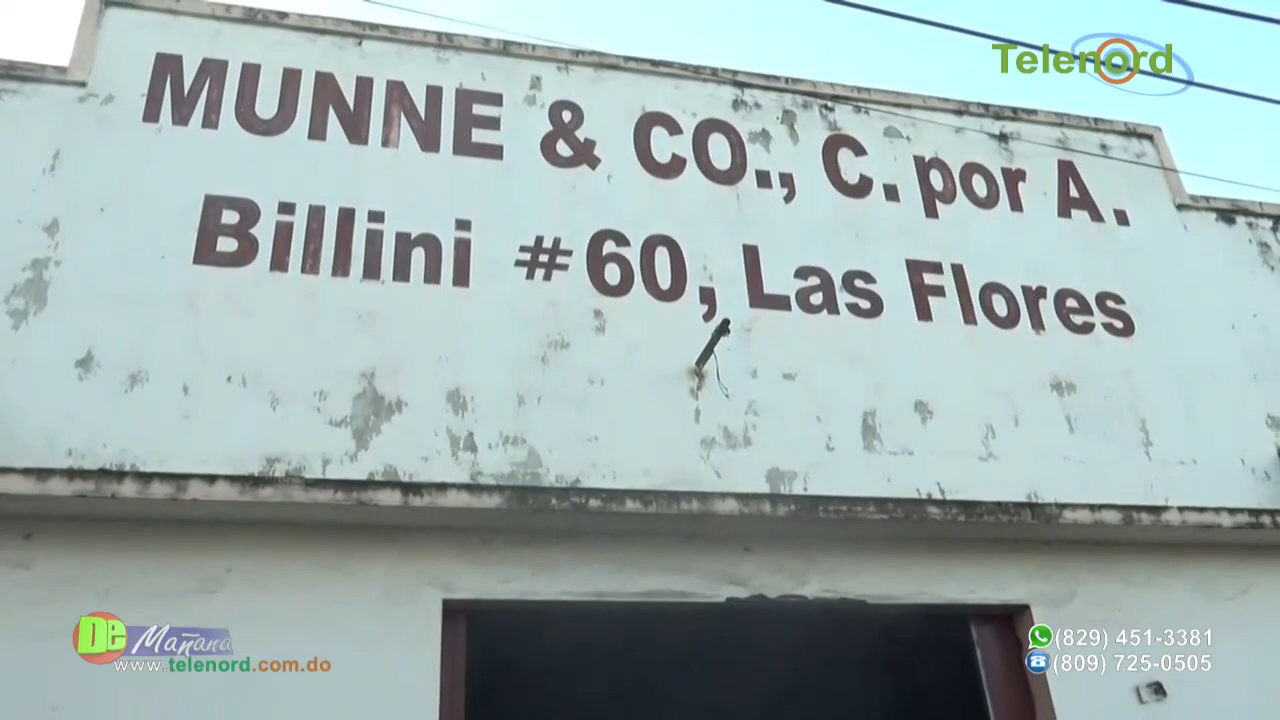 Telenord
MUNNE & CO., C. por A.
Billini #60, Las Flores
De Mañana
www.telenord.com.do
(829) 451-3381
(809) 725-0505